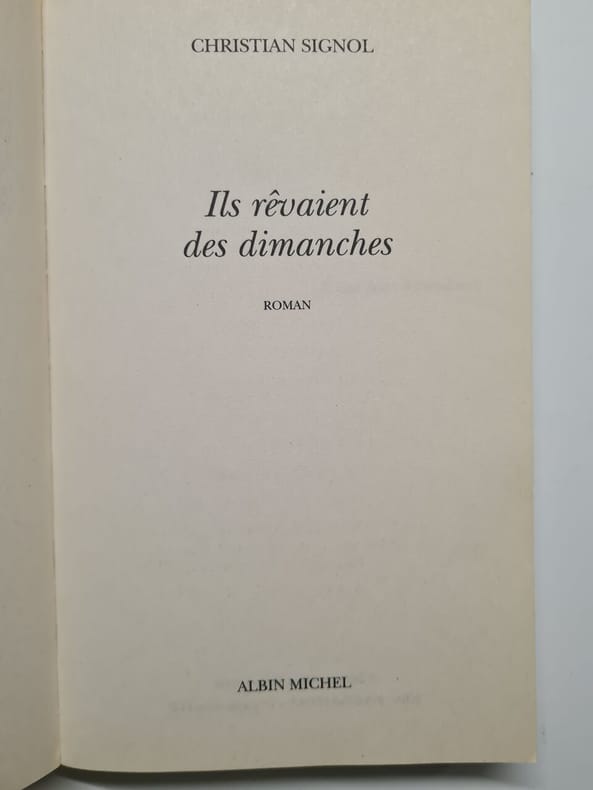 CHRISTIAN SIGNOL
Ils rêvaient
des dimanches
ROMAN
ALBIN MICHEL